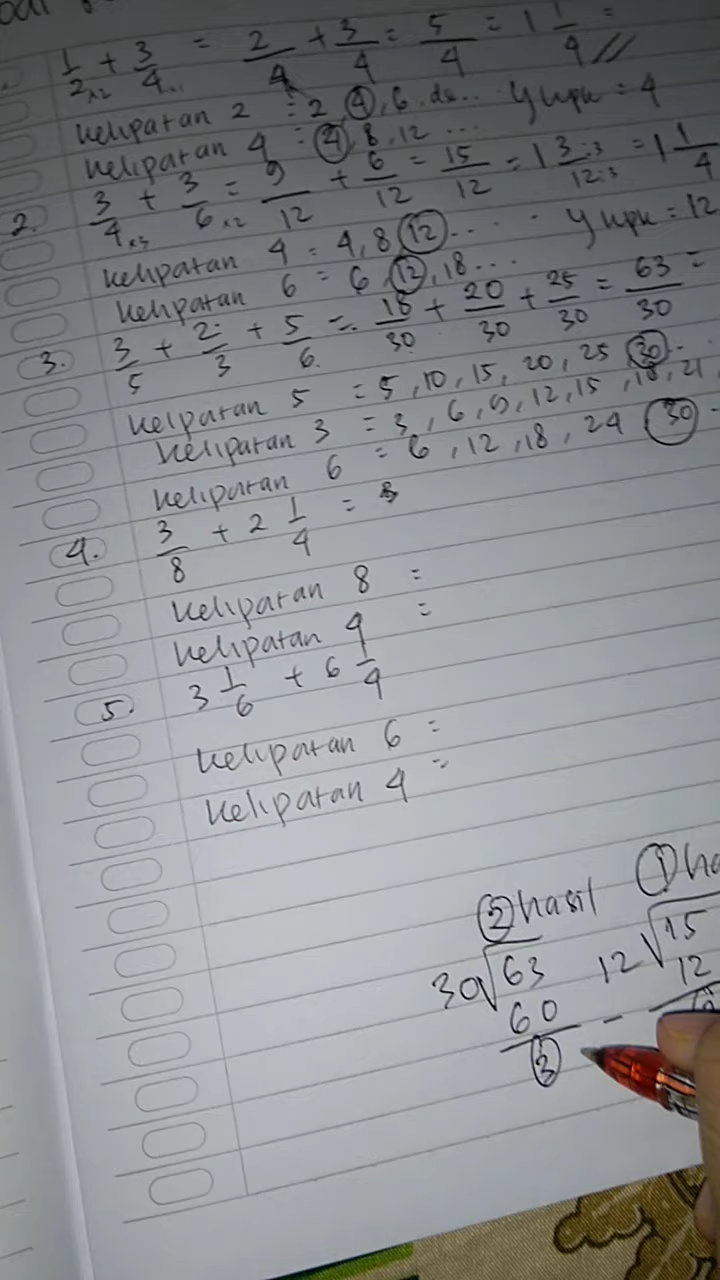 1/2 x2 + 3/4 = 2/4 + 3/4 = 5/4 = 1 1/4 =
Kelipatan 2 = 2, 4, 6, ...
Kelipatan 4 = 4, 8, 12 ... = 4
2. 3/4 x3 + 3/6 x2 = 9/12 + 6/12 = 15/12 = 1 3:3/12:3 = 1 1/4
Kelipatan 4 = 4, 8, 12 ....
Kelipatan 6 = 6, 12, 18 ... = 12
3. 3/5 + 2/3 + 5/6 = 18/30 + 20/30 + 25/30 = 63/30 =
Kelpatan 5 = 5, 10, 15, 20, 25 30 ..
Kelipatan 3 = 3, 6, 9, 12, 15, 18, 21,
Kelipatan 6 = 6, 12, 18, 24 30 ..
4. 3/8 + 2 1/4 =
Kelipatan 8 =
Kelipatan 4 =
5. 3 1/6 + 6 1/4
Kelipatan 6 =
Kelipatan 4 =
2 hasil 1
30√63 12√15
60 - 12
3